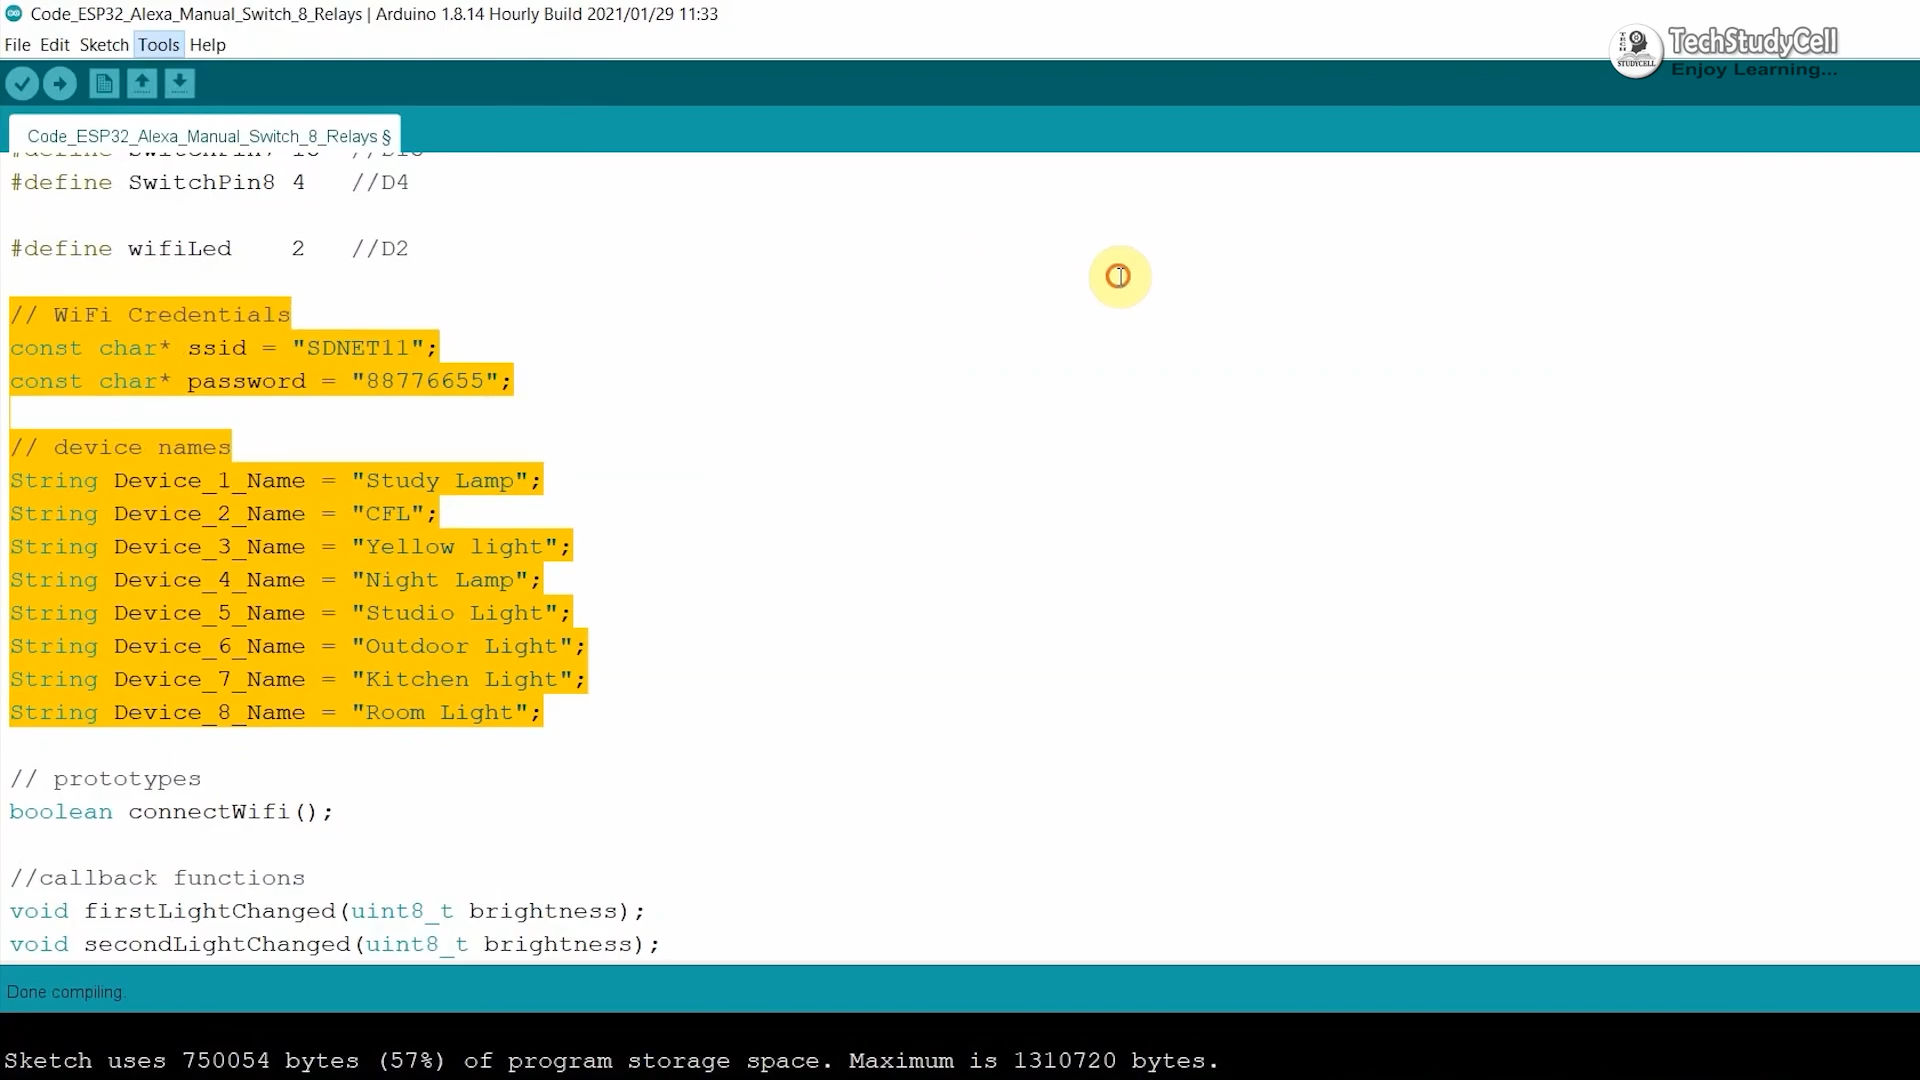 Code_ESP32_Alexa_Manual_Switch_8_Relays | Arduino 1.8.14 Hourly Build 2021/01/29 11:33
File Edit Sketch Tools Help
TECH
STUDYCELL
TechStudyCell
Enjoy Learning...
Code_ESP32_Alexa_Manual_Switch_8_Relays §
#define SwitchPin8 4 //D4
#define wifiLed 2 //D2
// WiFi Credentials
const char* ssid = "SDNET11";
const char* password = "88776655";
// device names
String Device_1_Name = "Study Lamp";
String Device_2_Name = "CFL";
String Device_3_Name = "Yellow light";
String Device_4_Name = "Night Lamp";
String Device_5_Name = "Studio Light";
String Device_6_Name = "Outdoor Light";
String Device_7_Name = "Kitchen Light";
String Device_8_Name = "Room Light";
// prototypes
boolean connectWifi();
//callback functions
void firstLightChanged(uint8_t brightness);
void secondLightChanged(uint8_t brightness);
Done compiling.
Sketch uses 750054 bytes (57%) of program storage space. Maximum is 1310720 bytes.